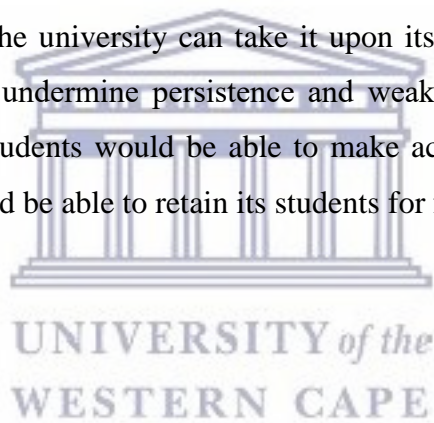 he university can take it upon its
undermine persistence and weak
udents would be able to make ac
d be able to retain its students for
UNIVERSITY of the
WESTERN CAPE